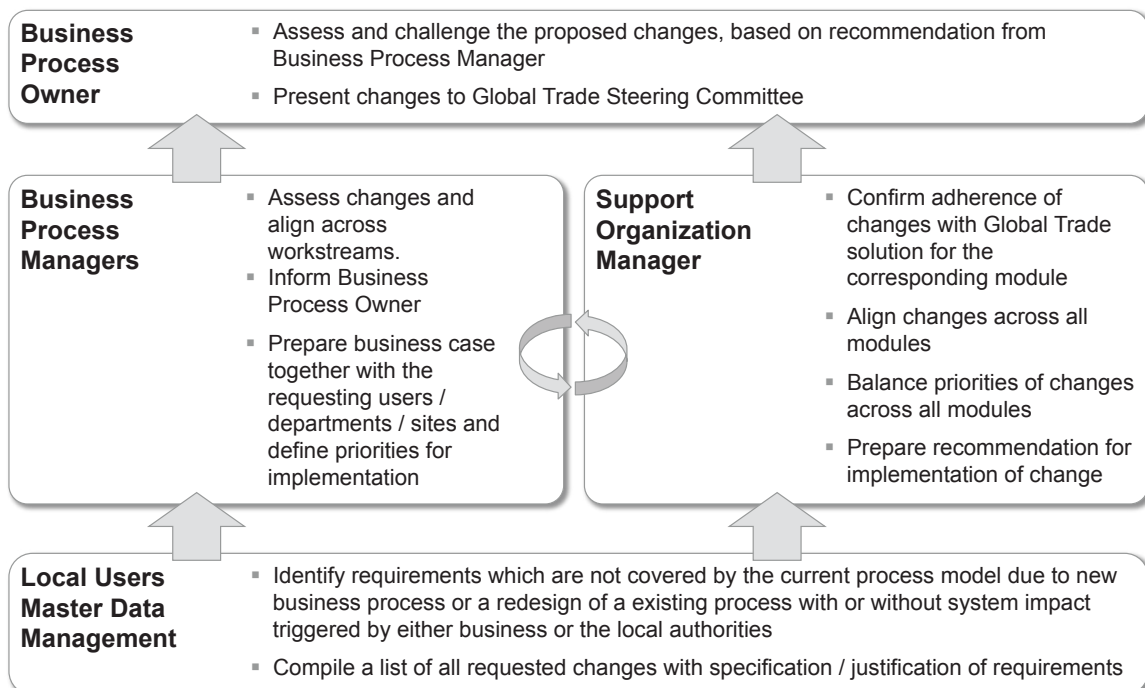 Business
Process
Owner
▪ Assess and challenge the proposed changes, based on recommendation from
Business Process Manager
▪ Present changes to Global Trade Steering Committee
Business
Process
Managers
▪ Assess changes and
align across
workstreams.
▪ Inform Business
Process Owner
▪ Prepare business case
together with the
requesting users /
departments / sites and
define priorities for
implementation
Support
Organization
Manager
▪ Confirm adherence of
changes with Global Trade
solution for the
corresponding module
▪ Align changes across all
modules
▪ Balance priorities of changes
across all modules
▪ Prepare recommendation for
implementation of change
Local Users
Master Data
Management
▪ Identify requirements which are not covered by the current process model due to new
business process or a redesign of a existing process with or without system impact
triggered by either business or the local authorities
▪ Compile a list of all requested changes with specification / justification of requirements